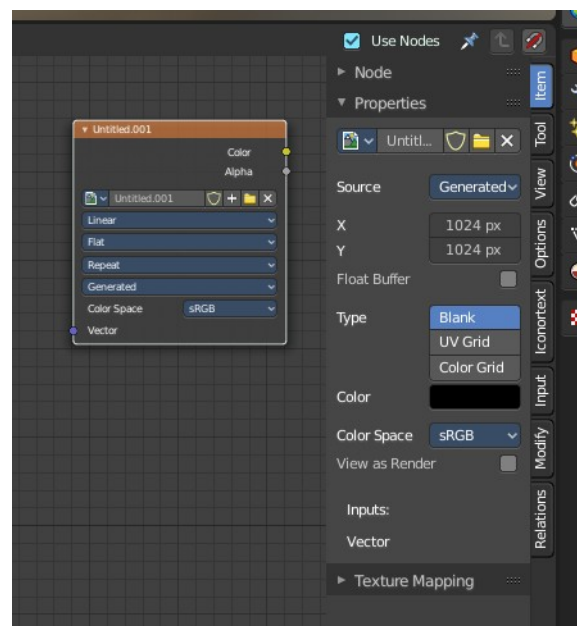 Use Nodes
Node
Properties
Untitl...
Source Generated
X 1024 px
Y 1024 px
Float Buffer
Type Blank
UV Grid
Color Grid
Color
Color Space sRGB
View as Render
Inputs:
Vector
Texture Mapping
Untitled.001
Color
Alpha
Untitled.001
Linear
Flat
Repeat
Generated
Color Space sRGB
Vector
Item
Tool
View
Options
Iconortext
Input
Modify
Relations